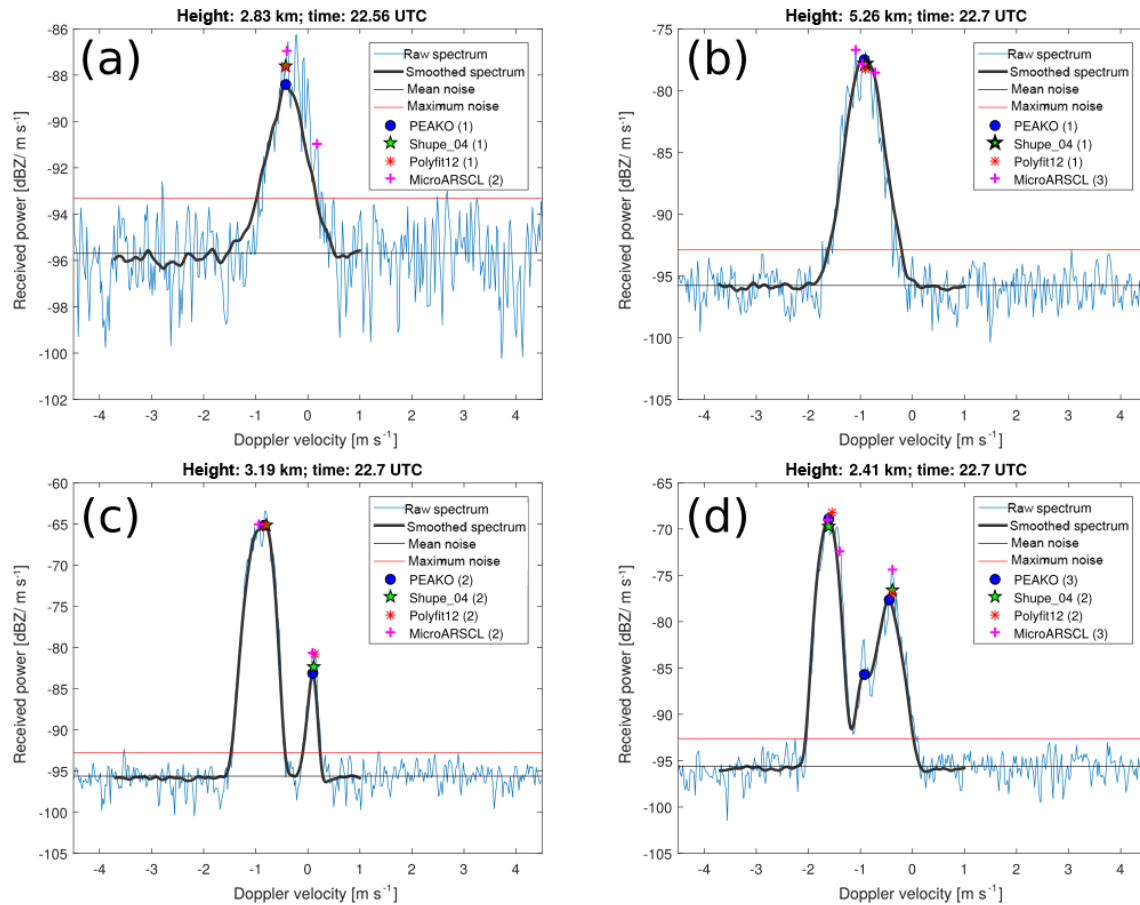 Height: 2.83 km; time: 22.56 UTC
(a)
-86
-88
-90
-92
-94
-96
-98
-100
-102
Received power [dBZ/ m s⁻¹]
Raw spectrum
Smoothed spectrum
Mean noise
Maximum noise
PEAKO (1)
Shupe_04 (1)
Polyfit12 (1)
MicroARSCL (2)
-4 -3 -2 -1 0 1 2 3 4
Doppler velocity [m s⁻¹]
Height: 5.26 km; time: 22.7 UTC
(b)
-75
-80
-85
-90
-95
-100
-105
Received power [dBZ/ m s⁻¹]
Raw spectrum
Smoothed spectrum
Mean noise
Maximum noise
PEAKO (1)
Shupe_04 (1)
Polyfit12 (1)
MicroARSCL (3)
-4 -3 -2 -1 0 1 2 3 4
Doppler velocity [m s⁻¹]
Height: 3.19 km; time: 22.7 UTC
(c)
-60
-65
-70
-75
-80
-85
-90
-95
-100
-105
Received power [dBZ/ m s⁻¹]
Raw spectrum
Smoothed spectrum
Mean noise
Maximum noise
PEAKO (2)
Shupe_04 (2)
Polyfit12 (2)
MicroARSCL (2)
-4 -3 -2 -1 0 1 2 3 4
Doppler velocity [m s⁻¹]
Height: 2.41 km; time: 22.7 UTC
(d)
-65
-70
-75
-80
-85
-90
-95
-100
-105
Received power [dBZ/ m s⁻¹]
Raw spectrum
Smoothed spectrum
Mean noise
Maximum noise
PEAKO (3)
Shupe_04 (2)
Polyfit12 (2)
MicroARSCL (3)
-4 -3 -2 -1 0 1 2 3 4
Doppler velocity [m s⁻¹]